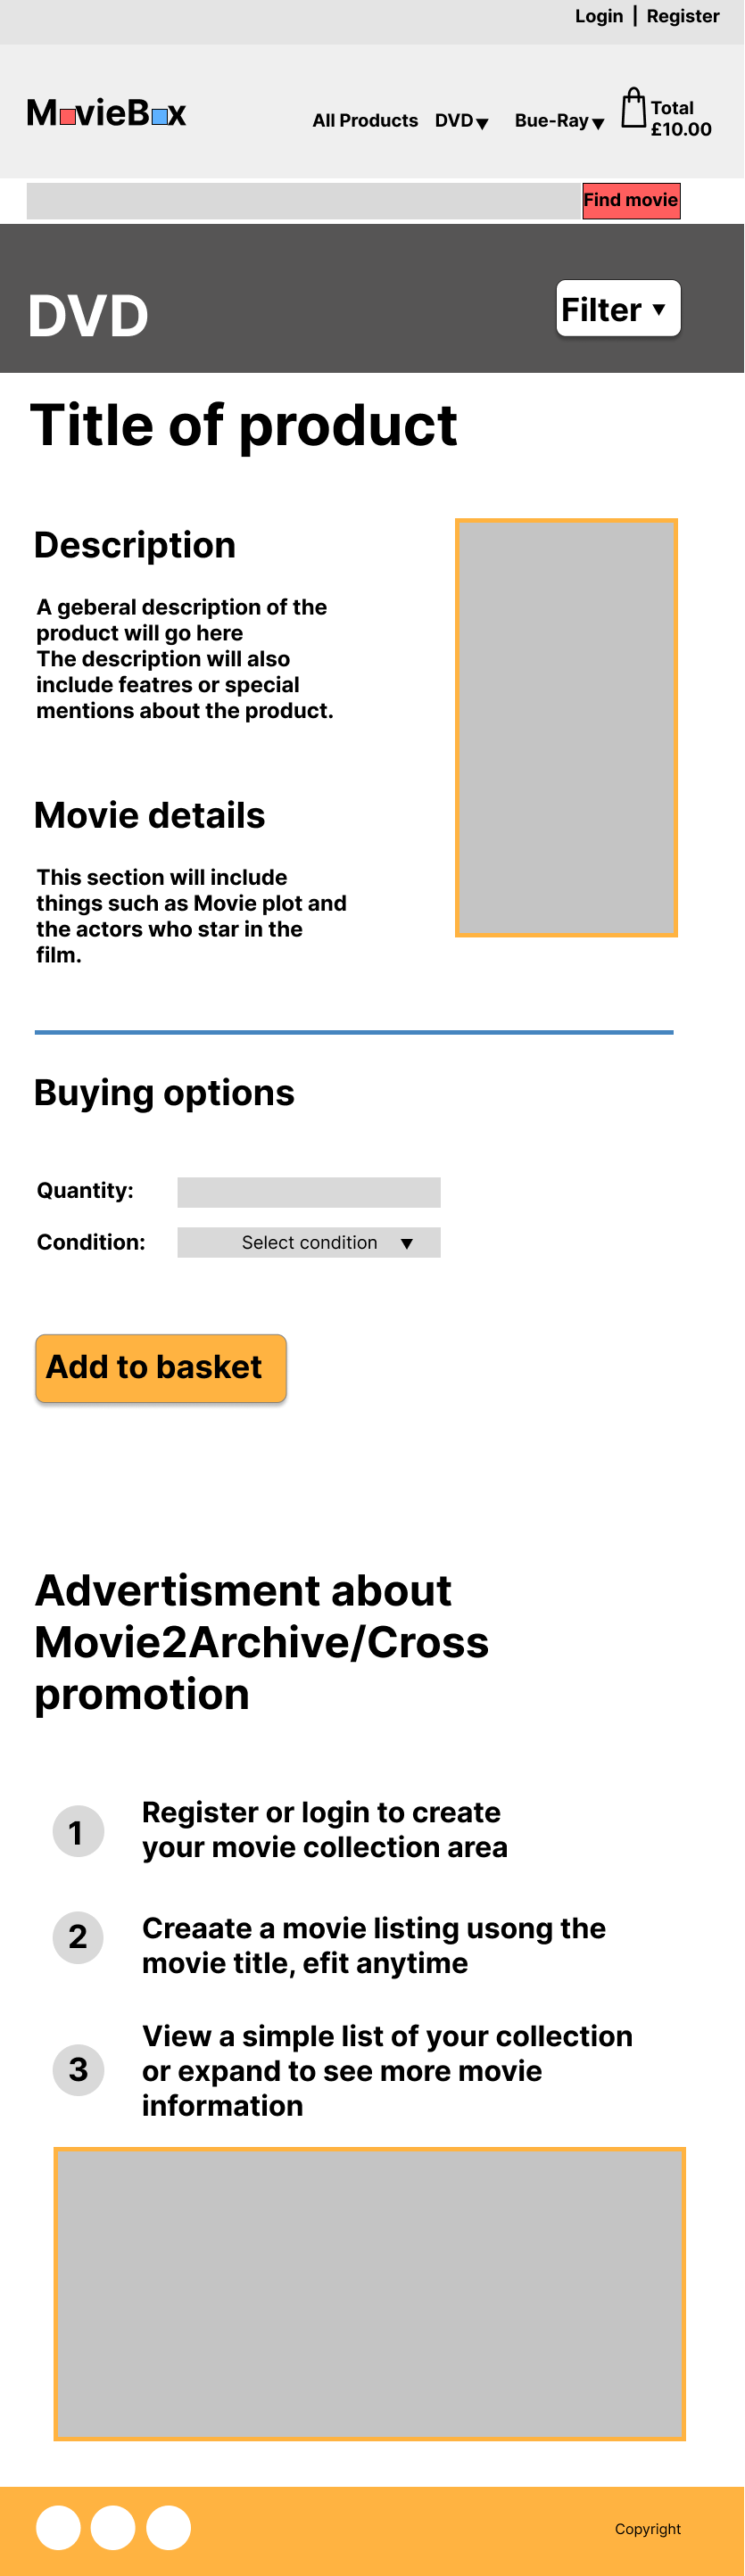 Login | Register
MovieBox
All Products DVD▼ Bue-Ray▼
Total
£10.00
Find movie
DVD
Filter ▼
Title of product
Description
A geberal description of the
product will go here
The description will also
include featres or special
mentions about the product.
Movie details
This section will include
things such as Movie plot and
the actors who star in the
film.
Buying options
Quantity:
Condition: Select condition ▼
Add to basket
Advertisment about
Movie2Archive/Cross
promotion
1 Register or login to create
your movie collection area
2 Creaate a movie listing usong the
movie title, efit anytime
3 View a simple list of your collection
or expand to see more movie
information
Copyright